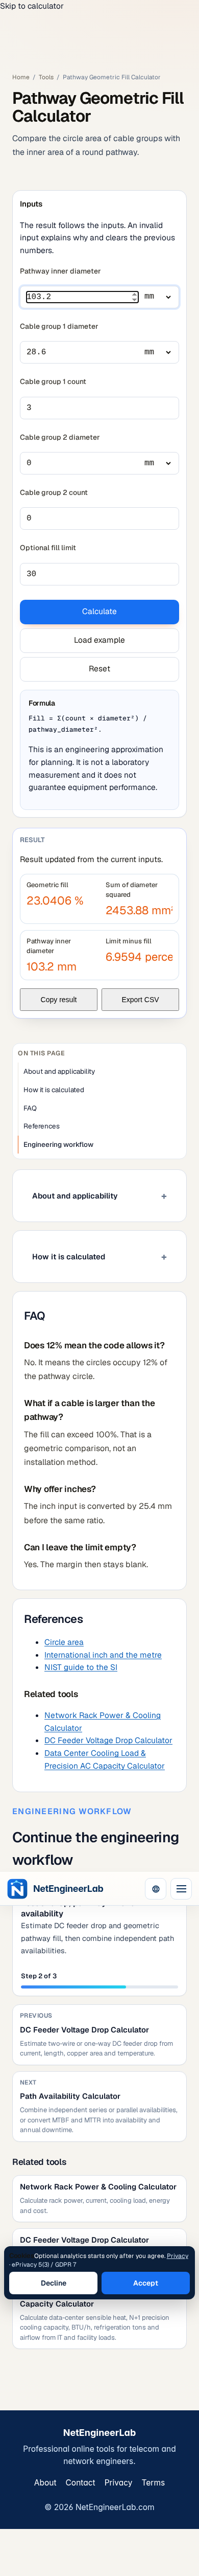 Skip to calculator
Home / Tools / Pathway Geometric Fill Calculator
Pathway Geometric Fill
Calculator
Compare the circle area of cable groups with
the inner area of a round pathway.
Inputs
The result follows the inputs. An invalid
input explains why and clears the previous
numbers.
Pathway inner diameter
103.2 mm
Cable group 1 diameter
28.6 mm
Cable group 1 count
3
Cable group 2 diameter
0 mm
Cable group 2 count
0
Optional fill limit
30
Calculate
Load example
Reset
Formula
Fill = Σ(count × diameter²) /
pathway_diameter².
This is an engineering approximation
for planning. It is not a laboratory
measurement and it does not
guarantee equipment performance.
RESULT
Result updated from the current inputs.
Geometric fill
23.0406 %
Sum of diameter
squared
2453.88 mm²
Pathway inner
diameter
103.2 mm
Limit minus fill
6.9594 perce
Copy result
Export CSV
ON THIS PAGE
About and applicability
How it is calculated
FAQ
References
Engineering workflow
About and applicability +
How it is calculated +
FAQ
Does 12% mean the code allows it?
No. It means the circles occupy 12% of
the pathway circle.
What if a cable is larger than the
pathway?
The fill can exceed 100%. That is a
geometric comparison, not an
installation method.
Why offer inches?
The inch input is converted by 25.4 mm
before the same ratio.
Can I leave the limit empty?
Yes. The margin then stays blank.
References
Circle area
International inch and the metre
NIST guide to the SI
Related tools
Network Rack Power & Cooling
Calculator
DC Feeder Voltage Drop Calculator
Data Center Cooling Load &
Precision AC Capacity Calculator
ENGINEERING WORKFLOW
Continue the engineering
workflow
NetEngineerLab
availability
Estimate DC feeder drop and geometric
pathway fill, then combine independent path
availabilities.
Step 2 of 3
PREVIOUS
DC Feeder Voltage Drop Calculator
Estimate two-wire or one-way DC feeder drop from
current, length, copper area and temperature.
NEXT
Path Availability Calculator
Combine independent series or parallel availabilities,
or convert MTBF and MTTR into availability and
annual downtime.
Related tools
Network Rack Power & Cooling Calculator
Calculate rack power, current, cooling load, energy
and cost.
DC Feeder Voltage Drop Calculator
Optional analytics starts only after you agree. Privacy
· ePrivacy 5(3) / GDPR 7
Decline
Accept
Capacity Calculator
Calculate data-center sensible heat, N+1 precision
cooling capacity, BTU/h, refrigeration tons and
airflow from IT and facility loads.
NetEngineerLab
Professional online tools for telecom and
network engineers.
About Contact Privacy Terms
© 2026 NetEngineerLab.com